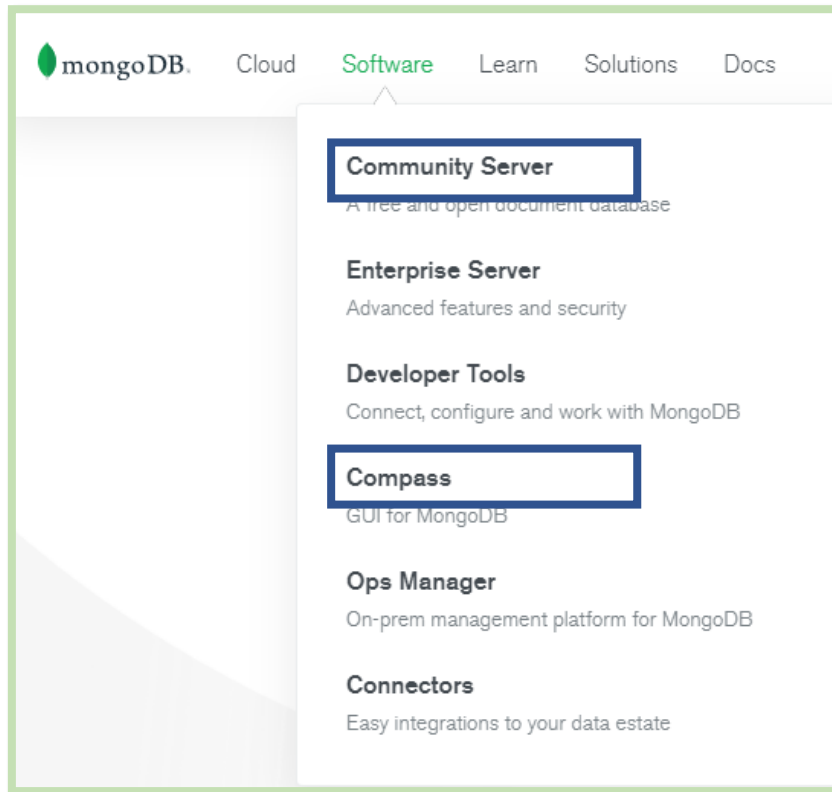 mongoDB. Cloud Software Learn Solutions Docs
Community Server
A free and open document database
Enterprise Server
Advanced features and security
Developer Tools
Connect, configure and work with MongoDB
Compass
GUI for MongoDB
Ops Manager
On-prem management platform for MongoDB
Connectors
Easy integrations to your data estate